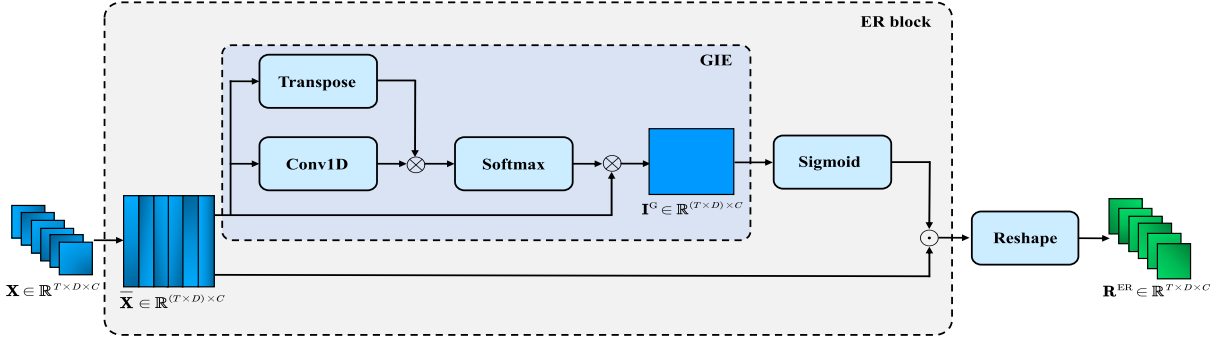 ER block
GIE
Transpose
Conv1D
Softmax
Sigmoid
I^G ∈ ℝ^(T×D)×C
Reshape
X ∈ ℝ^T×D×C
X̅ ∈ ℝ^(T×D)×C
R^ER ∈ ℝ^T×D×C